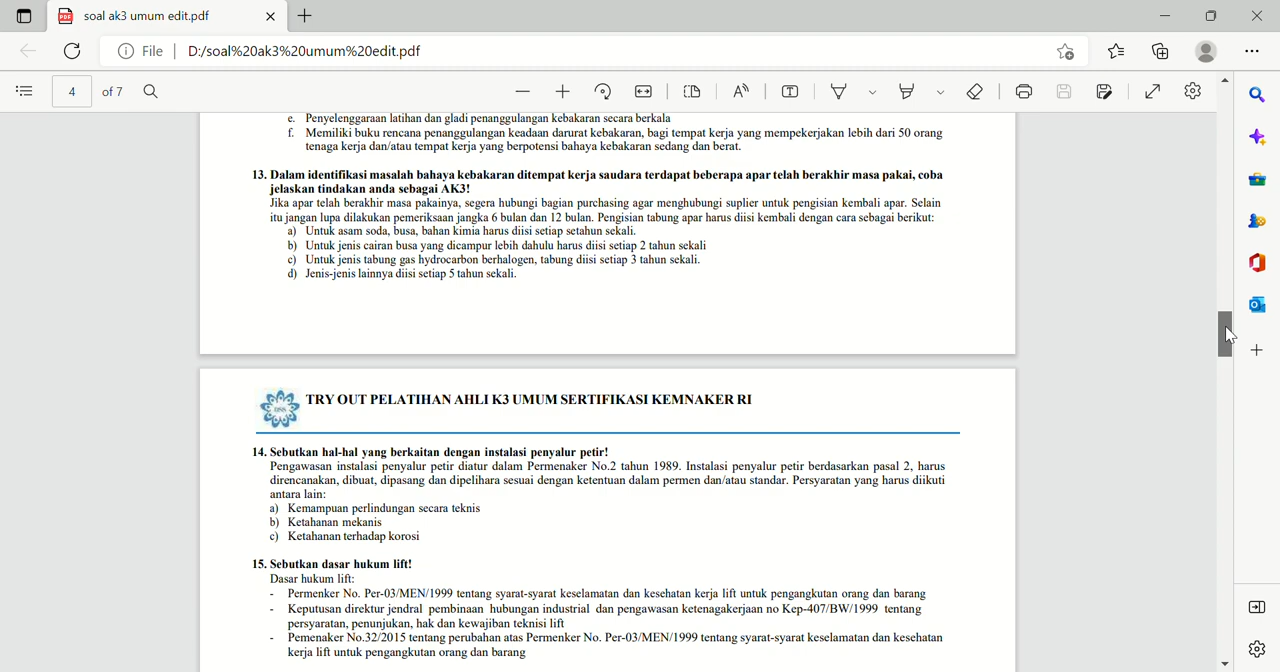 soal ak3 umum edit.pdf
File
D:/soal%20ak3%20umum%20edit.pdf
4 of 7
e. Penyelenggaraan latihan dan gladi penanggulangan kebakaran secara berkala
f. Memiliki buku rencana penanggulangan keadaan darurat kebakaran, bagi tempat kerja yang mempekerjakan lebih dari 50 orang
tenaga kerja dan/atau tempat kerja yang berpotensi bahaya kebakaran sedang dan berat.
13. Dalam identifikasi masalah bahaya kebakaran ditempat kerja saudara terdapat beberapa apar telah berakhir masa pakai, coba
jelaskan tindakan anda sebagai AK3!
Jika apar telah berakhir masa pakainya, segera hubungi bagian purchasing agar menghubungi suplier untuk pengisian kembali apar. Selain
itu jangan lupa dilakukan pemeriksaan jangka 6 bulan dan 12 bulan. Pengisian tabung apar harus diisi kembali dengan cara sebagai berikut:
a) Untuk asam soda, busa, bahan kimia harus diisi setiap setahun sekali.
b) Untuk jenis cairan busa yang dicampur lebih dahulu harus diisi setiap 2 tahun sekali
c) Untuk jenis tabung gas hydrocarbon berhalogen, tabung diisi setiap 3 tahun sekali.
d) Jenis-jenis lainnya diisi setiap 5 tahun sekali.
TRY OUT PELATIHAN AHLI K3 UMUM SERTIFIKASI KEMNAKER RI
14. Sebutkan hal-hal yang berkaitan dengan instalasi penyalur petir!
Pengawasan instalasi penyalur petir diatur dalam Permenaker No.2 tahun 1989. Instalasi penyalur petir berdasarkan pasal 2, harus
direncanakan, dibuat, dipasang dan dipelihara sesuai dengan ketentuan dalam permen dan/atau standar. Persyaratan yang harus diikuti
antara lain:
a) Kemampuan perlindungan secara teknis
b) Ketahanan mekanis
c) Ketahanan terhadap korosi
15. Sebutkan dasar hukum lift!
Dasar hukum lift:
- Permenker No. Per-03/MEN/1999 tentang syarat-syarat keselamatan dan kesehatan kerja lift untuk pengangkutan orang dan barang
- Keputusan direktur jendral pembinaan hubungan industrial dan pengawasan ketenagakerjaan no Kep-407/BW/1999 tentang
persyaratan, penunjukan, hak dan kewajiban teknisi lift
- Pemenaker No.32/2015 tentang perubahan atas Permenker No. Per-03/MEN/1999 tentang syarat-syarat keselamatan dan kesehatan
kerja lift untuk pengangkutan orang dan barang